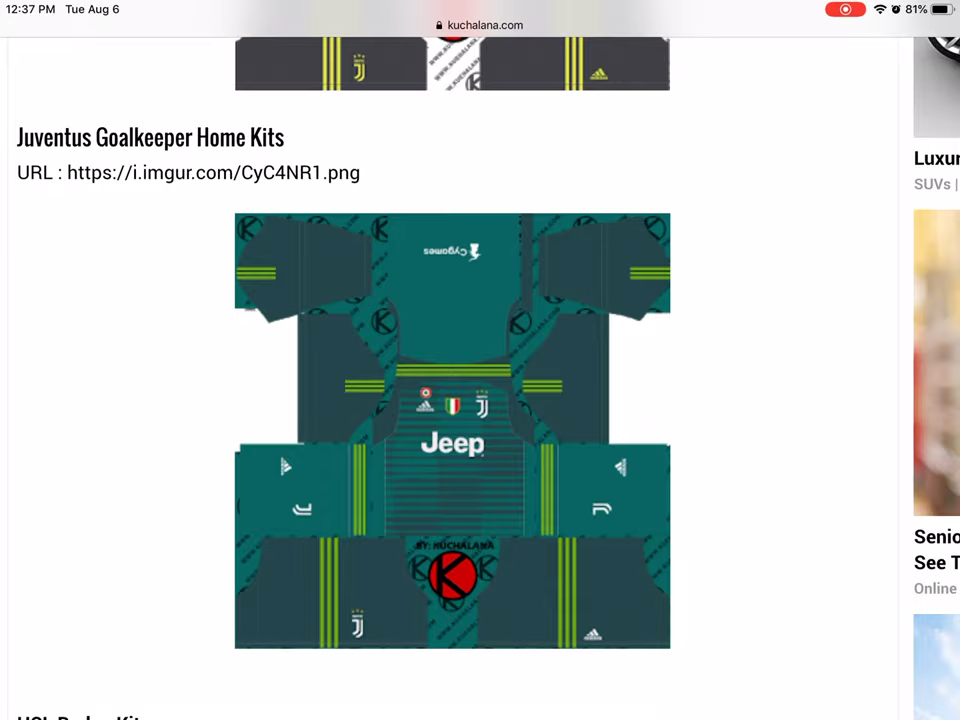 12:37 PM Tue Aug 6
81%
kuchalana.com
Juventus Goalkeeper Home Kits
URL : https://i.imgur.com/CyC4NR1.png
Cygames
Jeep
BY: KUCHALANA
K
Luxur
SUVs |
Senio
See T
Online